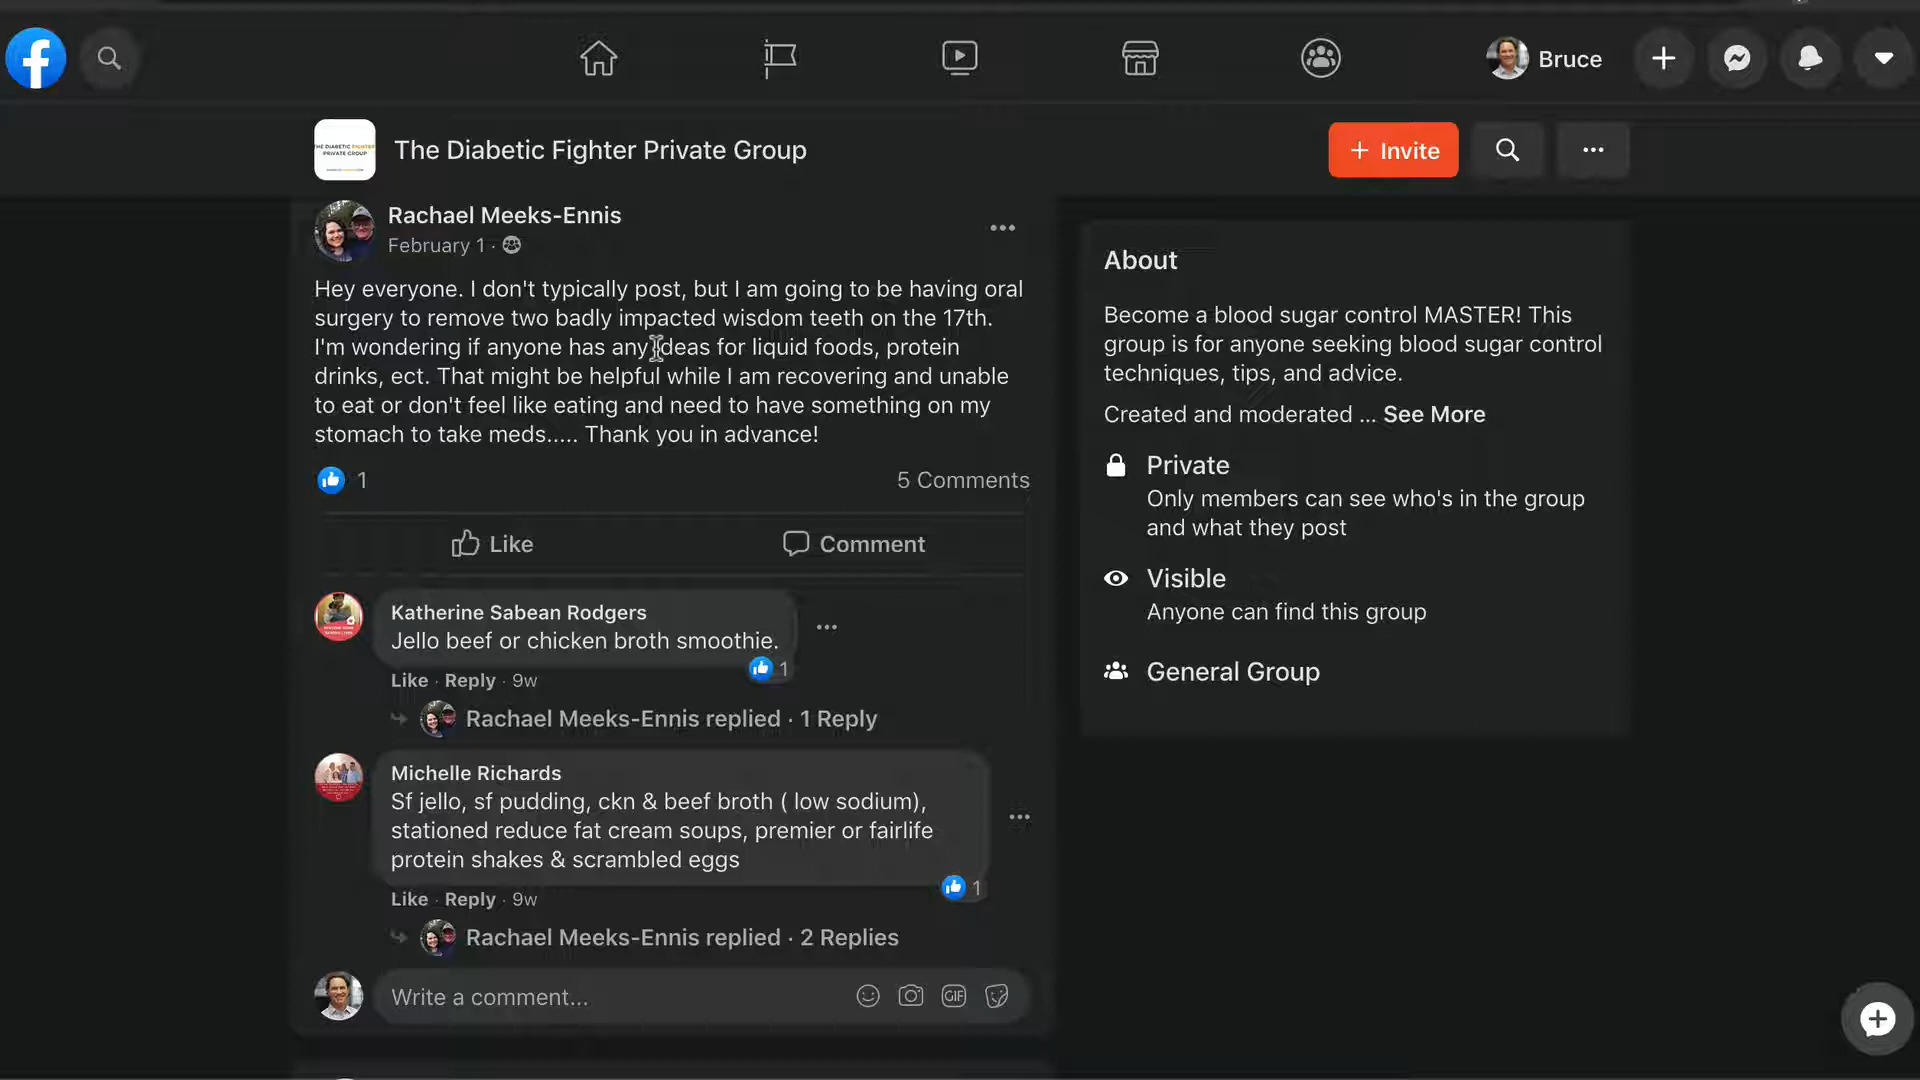 Bruce
THE DIABETIC FIGHTER
PRIVATE GROUP
The Diabetic Fighter Private Group
+ Invite
Rachael Meeks-Ennis
February 1 ·
Hey everyone. I don't typically post, but I am going to be having oral
surgery to remove two badly impacted wisdom teeth on the 17th.
I'm wondering if anyone has any ideas for liquid foods, protein
drinks, ect. That might be helpful while I am recovering and unable
to eat or don't feel like eating and need to have something on my
stomach to take meds..... Thank you in advance!
1
5 Comments
Like
Comment
Katherine Sabean Rodgers
Jello beef or chicken broth smoothie.
1
Like · Reply · 9w
Rachael Meeks-Ennis replied · 1 Reply
Michelle Richards
Sf jello, sf pudding, ckn & beef broth ( low sodium),
stationed reduce fat cream soups, premier or fairlife
protein shakes & scrambled eggs
1
Like · Reply · 9w
Rachael Meeks-Ennis replied · 2 Replies
Write a comment...
GIF
About
Become a blood sugar control MASTER! This
group is for anyone seeking blood sugar control
techniques, tips, and advice.
Created and moderated ... See More
Private
Only members can see who's in the group
and what they post
Visible
Anyone can find this group
General Group